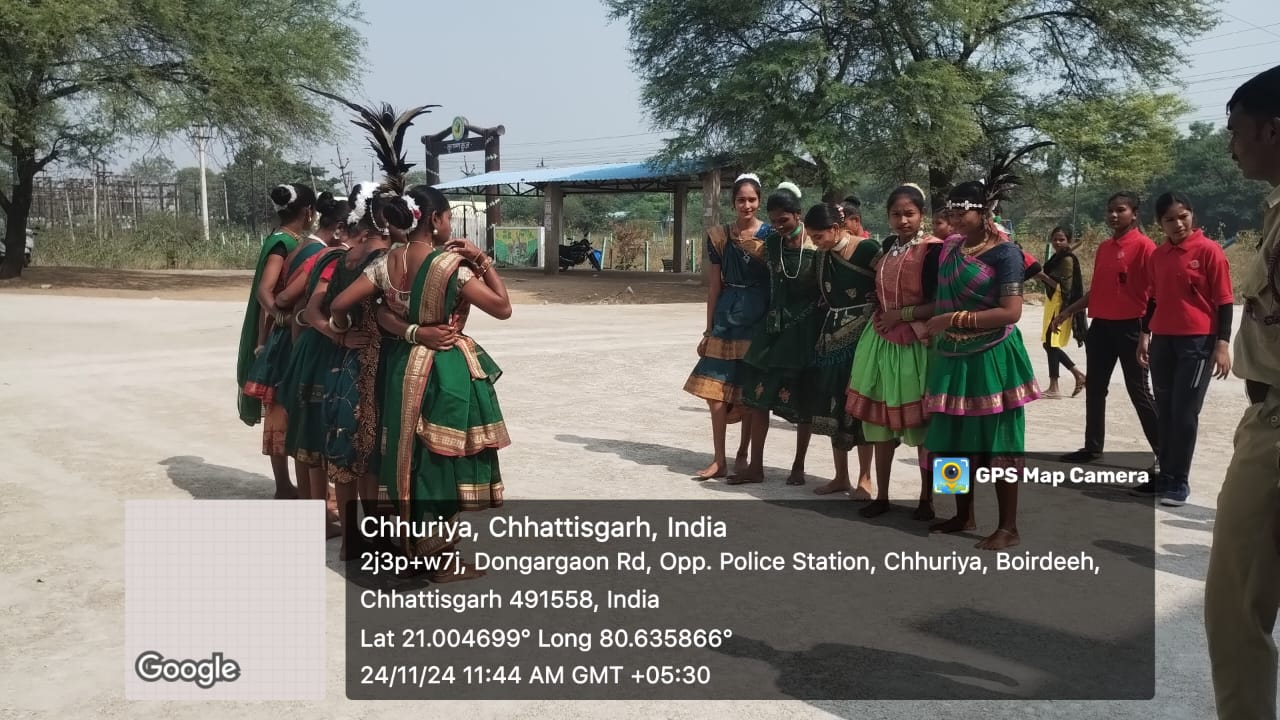 कृष्ण कुंज
GPS Map Camera
Chhuriya, Chhattisgarh, India
2j3p+w7j, Dongargaon Rd, Opp. Police Station, Chhuriya, Boirdeeh,
Chhattisgarh 491558, India
Lat 21.004699° Long 80.635866°
24/11/24 11:44 AM GMT +05:30
Google